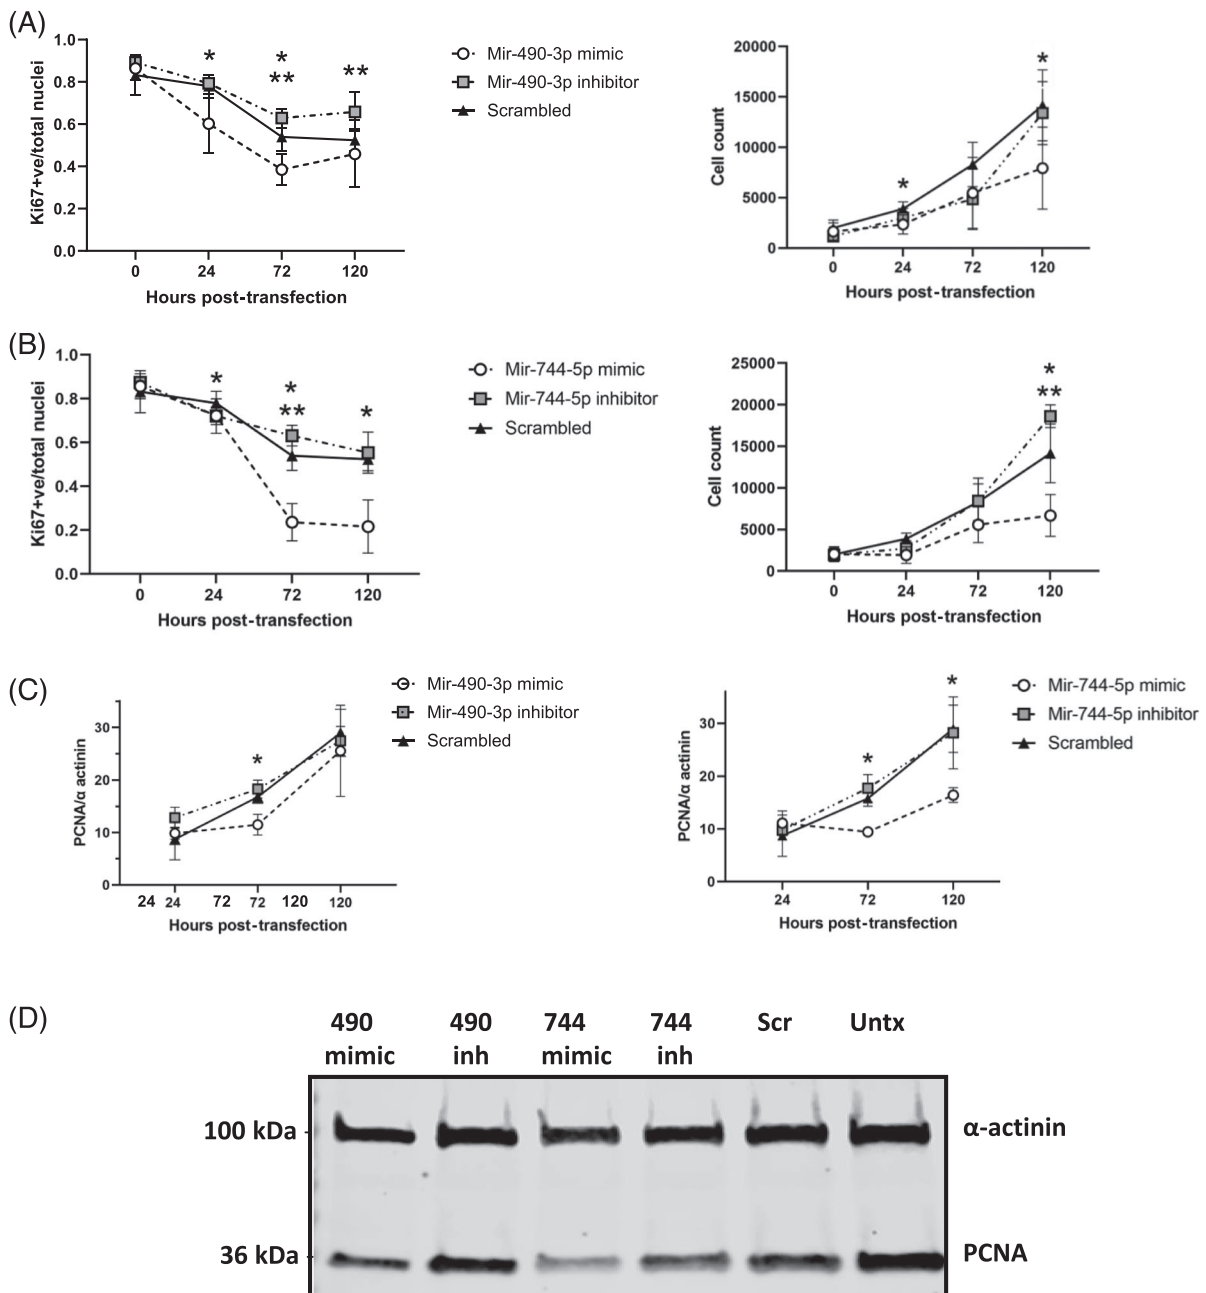 (A)
1.0
0.8
0.6
0.4
0.2
0.0
Ki67+ve/total nuclei
* * ** **
0 24 72 120
Hours post-transfection
Mir-490-3p mimic
Mir-490-3p inhibitor
Scrambled
20000
15000
10000
5000
0
Cell count
* *
0 24 72 120
Hours post-transfection
(B)
1.0
0.8
0.6
0.4
0.2
0.0
Ki67+ve/total nuclei
* * ** *
0 24 72 120
Hours post-transfection
Mir-744-5p mimic
Mir-744-5p inhibitor
Scrambled
25000
20000
15000
10000
5000
0
Cell count
*
**
0 24 72 120
Hours post-transfection
(C)
30
20
10
0
PCNA/α actinin
*
24 24 72 72 120 120
Hours post-transfection
Mir-490-3p mimic
Mir-490-3p inhibitor
Scrambled
30
20
10
0
PCNA/α actinin
* *
24 72 120
Hours post-transfection
Mir-744-5p mimic
Mir-744-5p inhibitor
Scrambled
(D)
490 490 744 744 Scr Untx
mimic inh mimic inh
100 kDa α-actinin
36 kDa PCNA